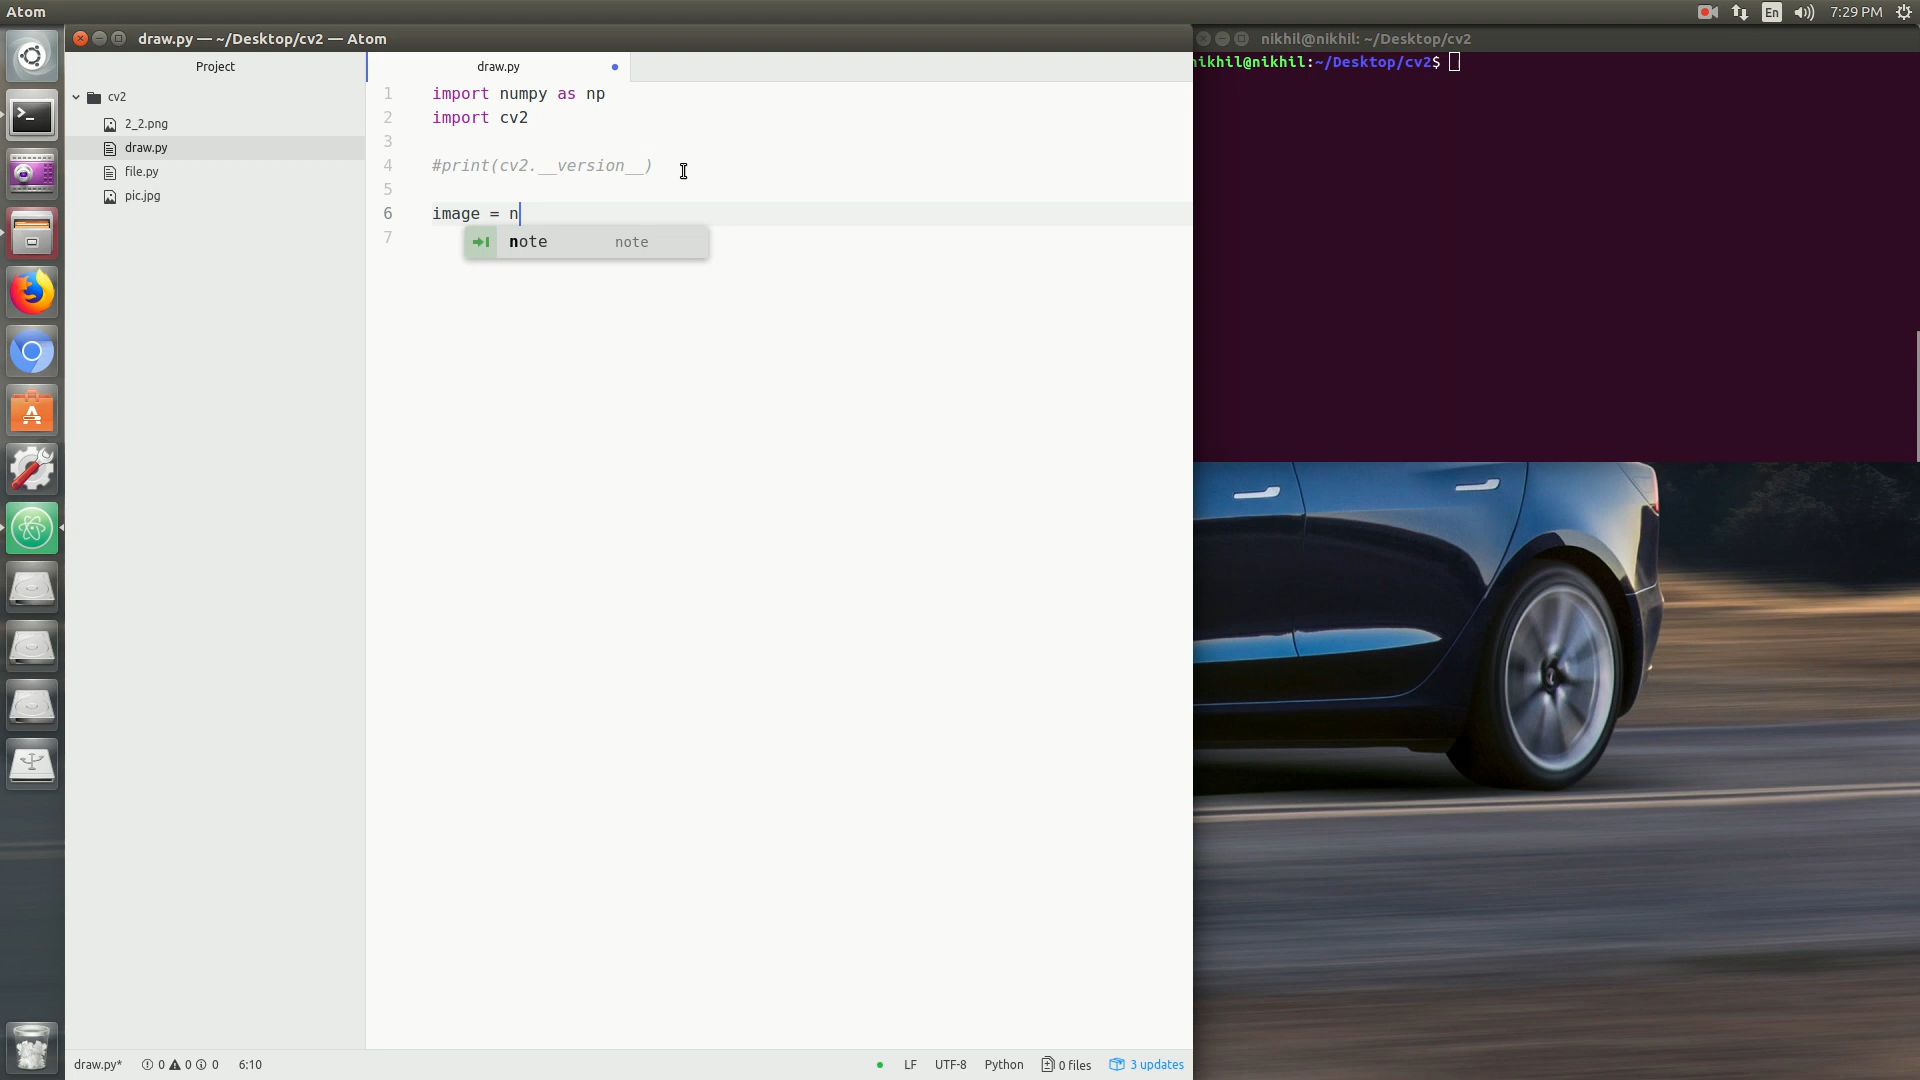 Atom
En
7:29 PM
draw.py — ~/Desktop/cv2 — Atom
nikhil@nikhil: ~/Desktop/cv2
Project
draw.py
nikhil@nikhil:~/Desktop/cv2$
cv2
2_2.png
draw.py
file.py
pic.jpg
1 import numpy as np
2 import cv2
3
4 #print(cv2.__version__)
5
6 image = n
7
note note
draw.py* 0 0 0 6:10
LF UTF-8 Python 0 files 3 updates